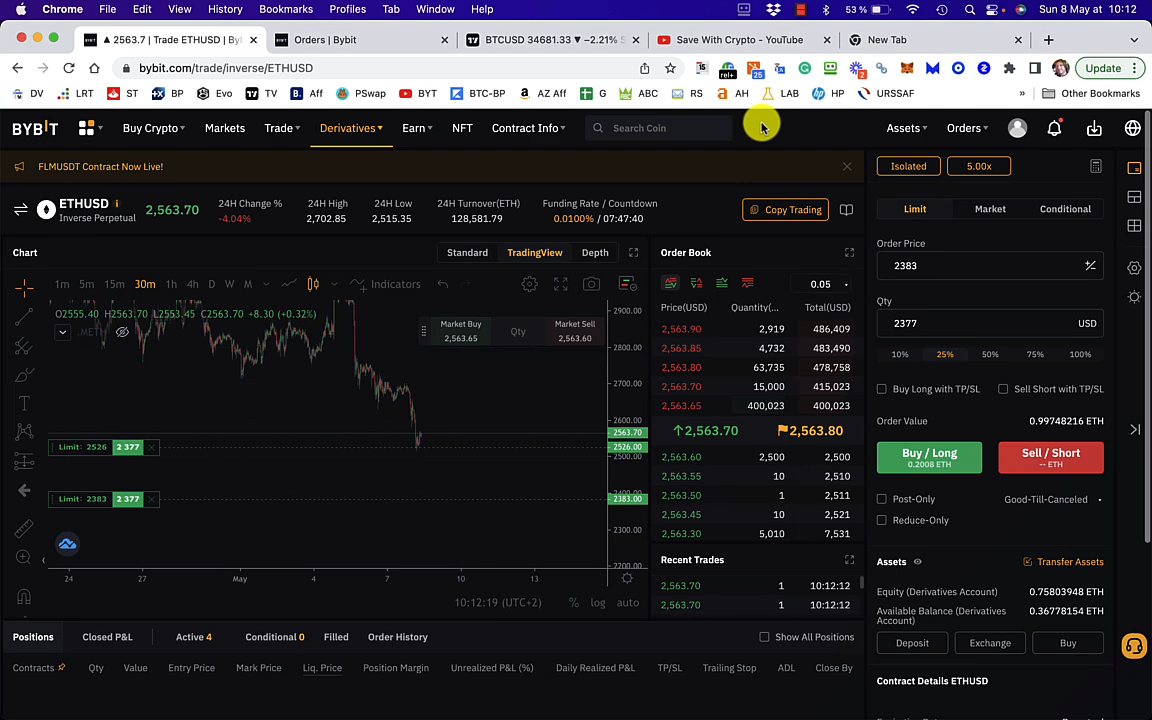 Chrome File Edit View History Bookmarks Profiles Tab Window Help 53 % Sun 8 May at 10:12
▲ 2563.7 | Trade ETHUSD | By Orders | Bybit BTCUSD 34681.33 ▼ −2.21% S Save With Crypto - YouTube New Tab
bybit.com/trade/inverse/ETHUSD rel+ 25 2 Update
DV LRT ST BP Evo TV Aff PSwap BYT BTC-BP AZ Aff G ABC RS AH LAB HP URSSAF » Other Bookmarks
BYBIT Buy Crypto Markets Trade Derivatives Earn NFT Contract Info Search Coin Assets Orders
FLMUSDT Contract Now Live!
Isolated 5.00x
ETHUSD
Inverse Perpetual
2,563.70
24H Change %
-4.04%
24H High
2,702.85
24H Low
2,515.35
24H Turnover(ETH)
128,581.79
Funding Rate / Countdown
0.0100% / 07:47:40
Copy Trading
Limit Market Conditional
Chart Standard TradingView Depth
1m 5m 15m 30m 1h 4h D W M Indicators
O2555.40 H2563.70 L2553.45 C2563.70 +8.30 (+0.32%)
Market Buy
2,563.65
Qty
Market Sell
2,563.60
2900.00
2800.00
2700.00
2600.00
2563.70
2526.00
2500.00
2400.00
2383.00
2300.00
2200.00
Limit: 2526 2 377
Limit: 2383 2 377
24 27 May 4 7 10 13
10:12:19 (UTC+2) % log auto
Order Book
0.05
Price(USD) Quantity(... Total(USD)
2,563.90 2,919 486,409
2,563.85 4,732 483,490
2,563.80 63,735 478,758
2,563.70 15,000 415,023
2,563.65 400,023 400,023
↑2,563.70 2,563.80
2,563.60 2,500 2,500
2,563.55 10 2,510
2,563.50 1 2,511
2,563.45 10 2,521
2,563.30 5,010 7,531
Recent Trades
2,563.70 1 10:12:12
2,563.70 1 10:12:12
Order Price
2383
Qty
2377 USD
10% 25% 50% 75% 100%
Buy Long with TP/SL Sell Short with TP/SL
Order Value 0.99748216 ETH
Buy / Long
0.2008 ETH
Sell / Short
-- ETH
Post-Only Good-Till-Canceled
Reduce-Only
Assets Transfer Assets
Equity (Derivatives Account) 0.75803948 ETH
Available Balance (Derivatives Account) 0.36778154 ETH
Deposit Exchange Buy
Contract Details ETHUSD
Positions Closed P&L Active 4 Conditional 0 Filled Order History Show All Positions
Contracts Qty Value Entry Price Mark Price Liq. Price Position Margin Unrealized P&L (%) Daily Realized P&L TP/SL Trailing Stop ADL Close By